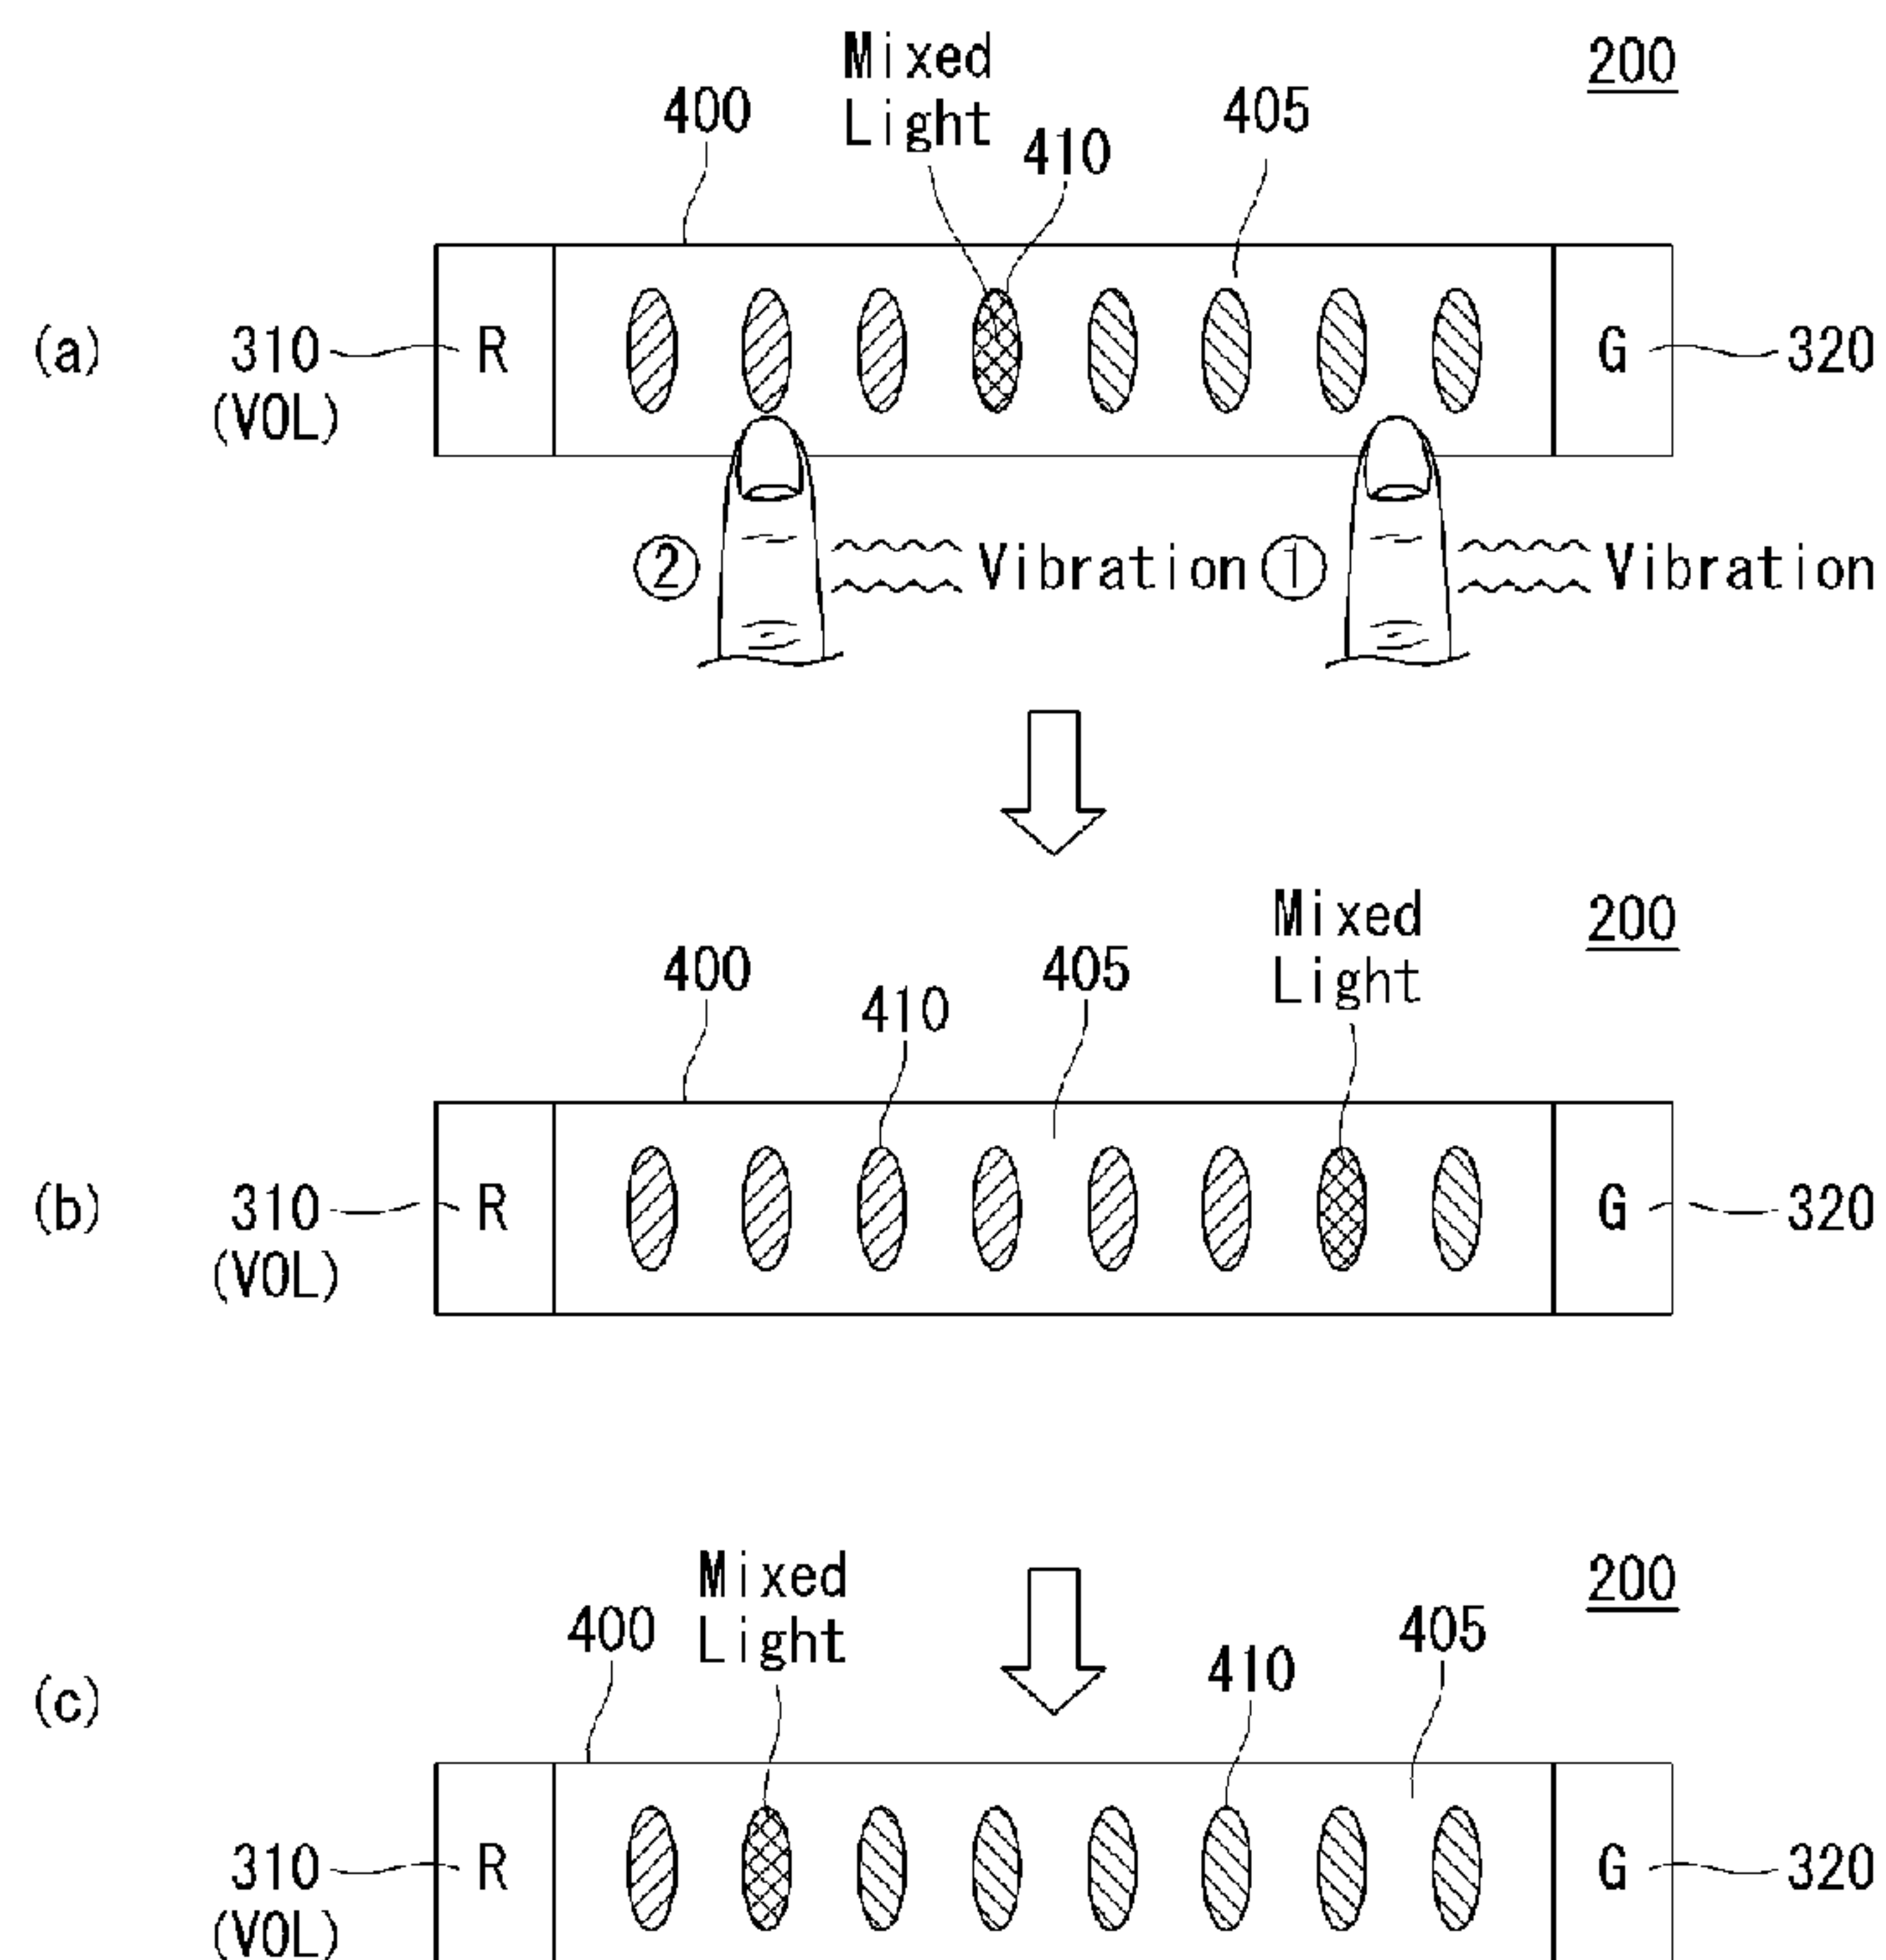 Mixed
Light
200
400
405
410
(a)
310
(VOL)
R
G
320
②
Vibration
①
Vibration
Mixed
Light
200
400
405
410
(b)
310
(VOL)
R
G
320
Mixed
Light
200
400
405
410
(c)
310
(VOL)
R
G
320